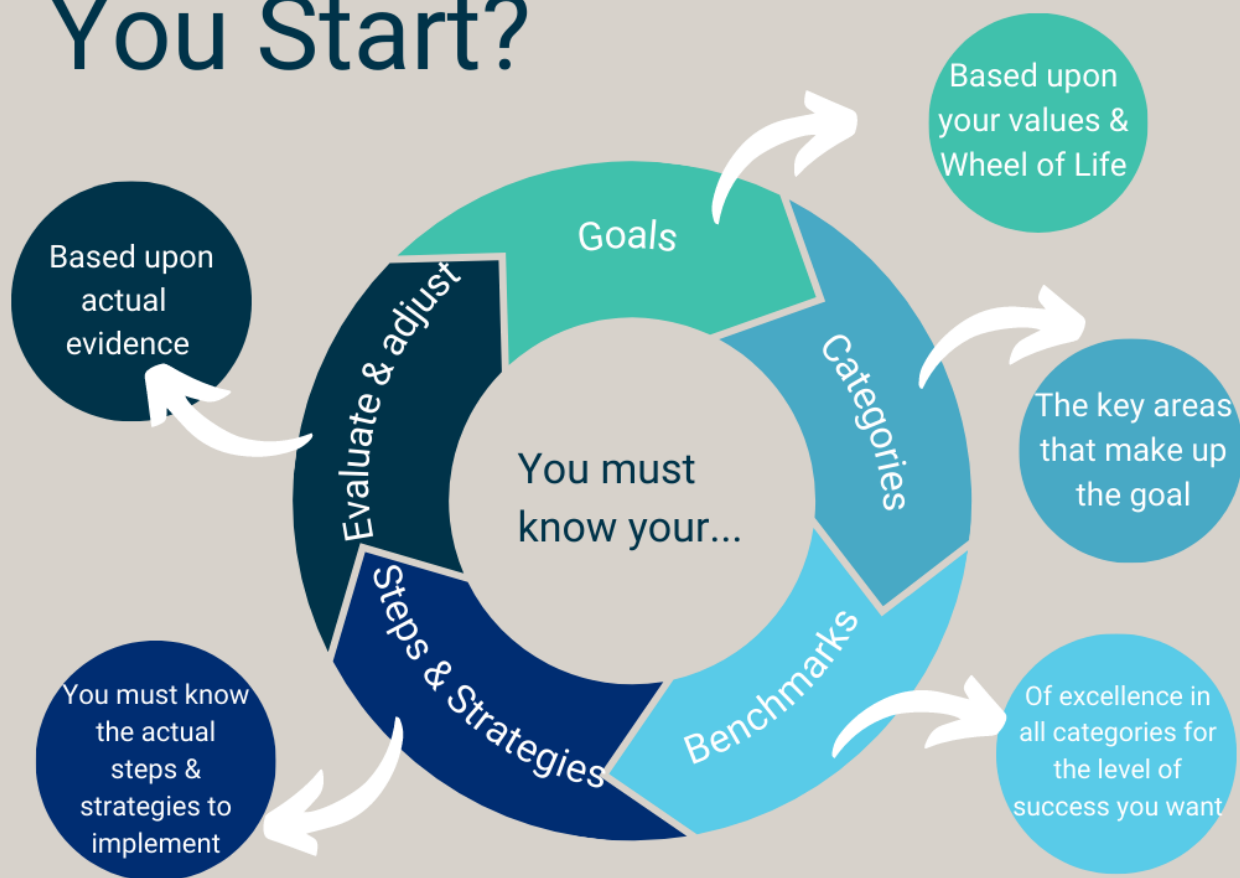 You Start?
Based upon
your values &
Wheel of Life
Goals
Categories
The key areas
that make up
the goal
Benchmarks
Of excellence in
all categories for
the level of
success you want
Steps & Strategies
You must know
the actual
steps &
strategies to
implement
Evaluate & adjust
Based upon
actual
evidence
You must
know your...